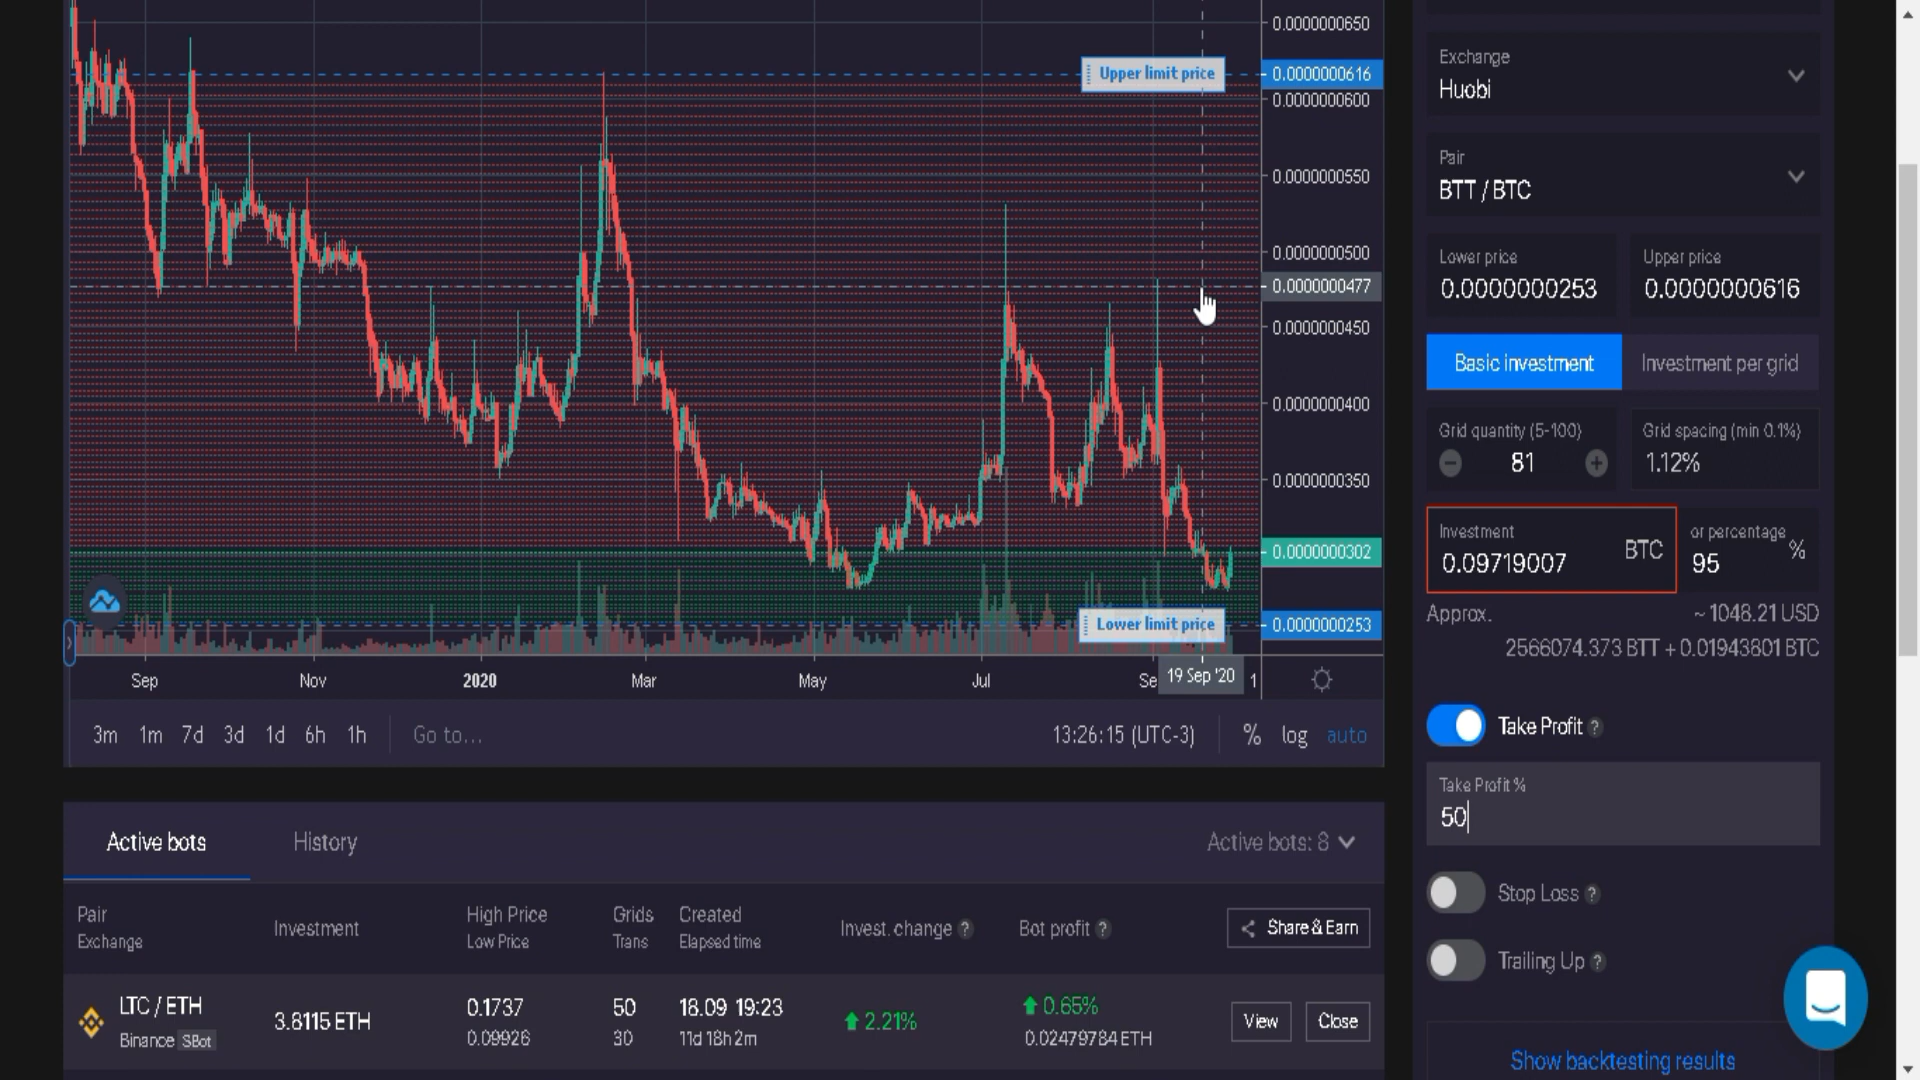 0.0000000650
Upper limit price
0.0000000616
0.0000000600
0.0000000550
0.0000000500
0.0000000477
0.0000000450
0.0000000400
0.0000000350
0.0000000302
Lower limit price
0.0000000253
Sep
Nov
2020
Mar
May
Jul
Se
19 Sep '20
1
3m 1m 7d 3d 1d 6h 1h
Go to...
13:26:15 (UTC-3)
% log auto
Exchange
Huobi
Pair
BTT / BTC
Lower price
0.0000000253
Upper price
0.0000000616
Basic investment
Investment per grid
Grid quantity (5-100)
81
Grid spacing (min 0.1%)
1.12%
Investment
0.09719007 BTC
or percentage
95 %
Approx. ~ 1048.21 USD
2566074.373 BTT + 0.01943801 BTC
Take Profit ?
Take Profit %
50
Stop Loss ?
Trailing Up ?
Show backtesting results
Active bots
History
Active bots: 8
Pair
Exchange
Investment
High Price
Low Price
Grids
Trans
Created
Elapsed time
Invest. change ?
Bot profit ?
Share & Earn
LTC / ETH
Binance SBot
3.8115 ETH
0.1737
0.09926
50
30
18.09 19:23
11d 18h 2m
2.21%
0.65%
0.02479784 ETH
View
Close